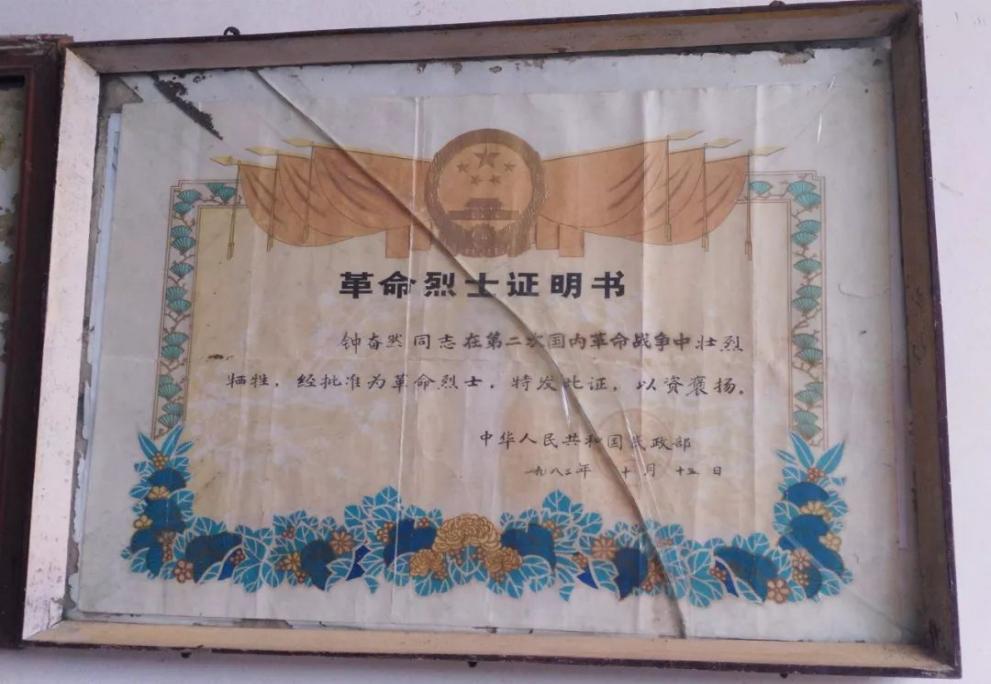 革命烈士证明书
钟奋然同志在第二次国内革命战争中壮烈
牺牲，经批准为革命烈士，特发此证，以资褒扬。
中华人民共和国民政部
一九八三年 十月 十五日